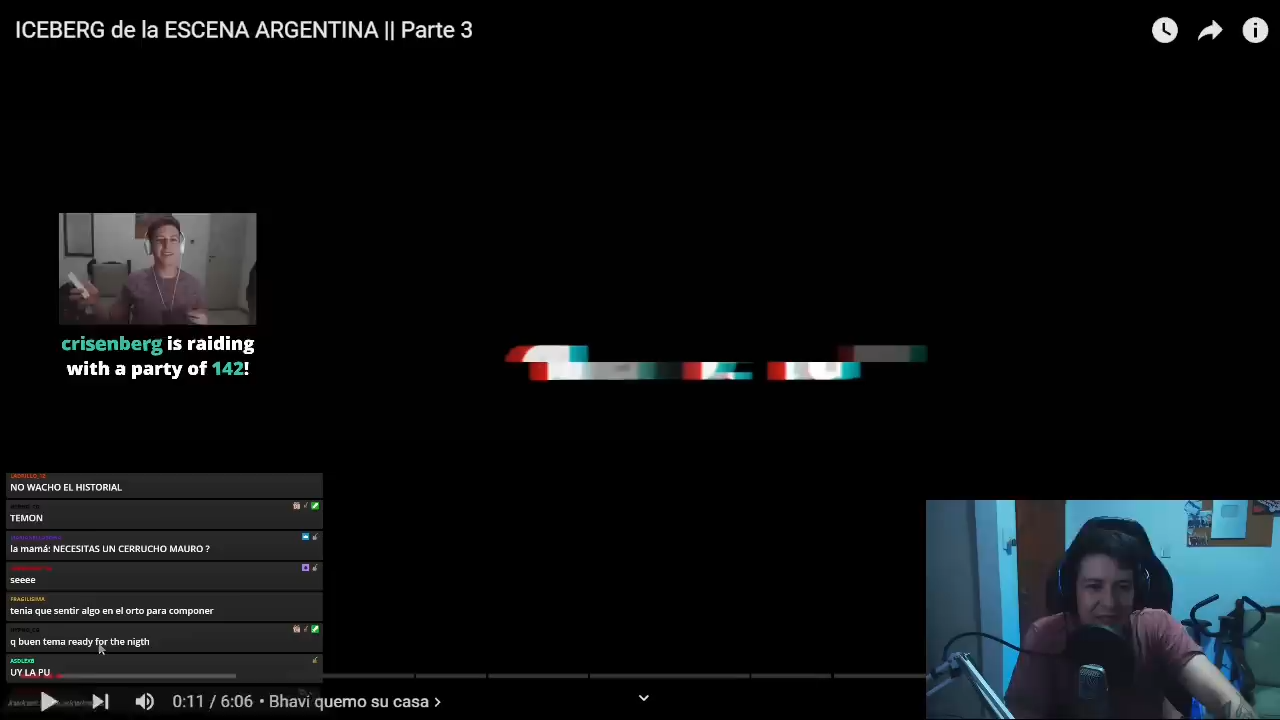 ICEBERG de la ESCENA ARGENTINA || Parte 3
crisenberg is raiding
with a party of 142!
NO WACHO EL HISTORIAL
TEMON
la mamá: NECESITAS UN CERRUCHO MAURO ?
seeee
FRAGILISIMA
tenia que sentir algo en el orto para componer
q buen tema ready for the nigth
ASDLEXB
UY LA PU
0:11 / 6:06 • Bhavi quemo su casa